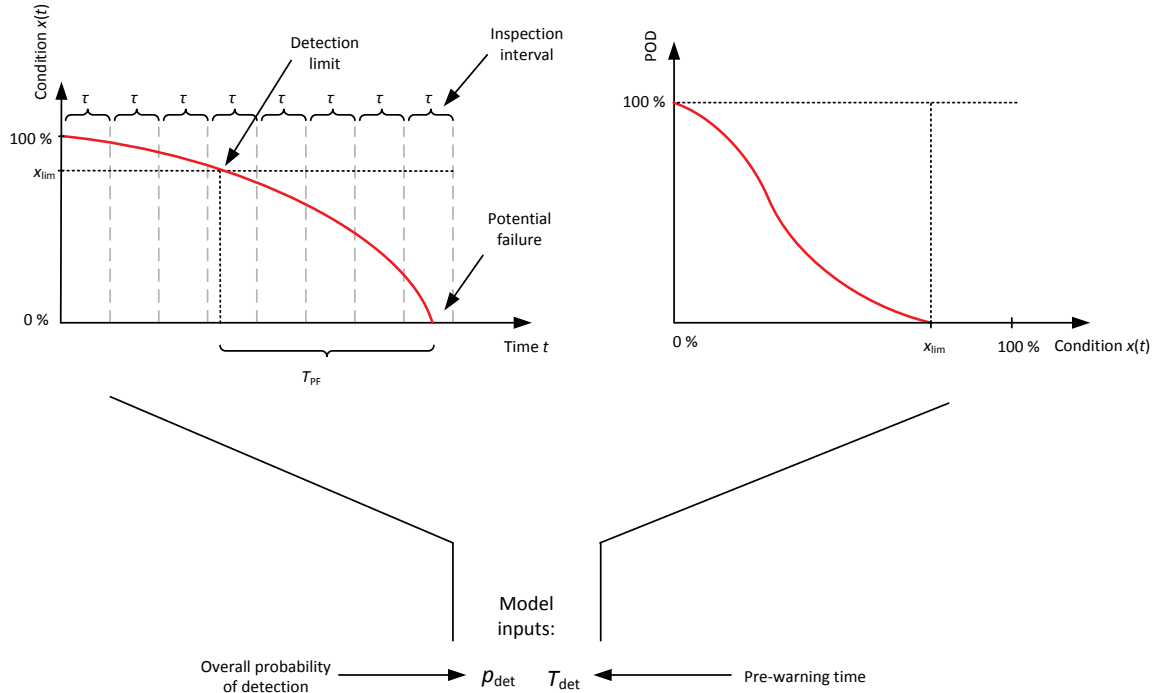 Condition x(t)
Detection
limit
Inspection
interval
τ τ τ τ τ τ τ τ
100 %
x_lim
0 %
Potential
failure
Time t
T_PF
POD
100 %
0 %
x_lim
100 %
Condition x(t)
Model
inputs:
Overall probability
of detection
p_det
T_det
Pre-warning time